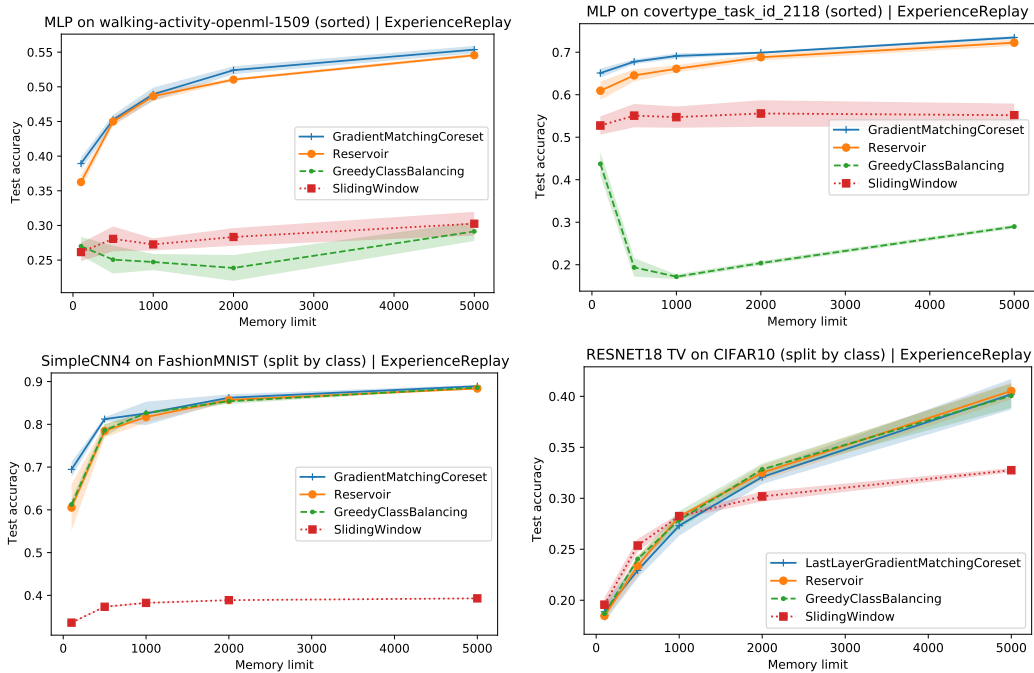 MLP on walking-activity-openml-1509 (sorted) | ExperienceReplay
0.55
0.50
0.45
0.40
0.35
0.30
0.25
Test accuracy
GradientMatchingCoreset
Reservoir
GreedyClassBalancing
SlidingWindow
0 1000 2000 3000 4000 5000
Memory limit
MLP on covertype_task_id_2118 (sorted) | ExperienceReplay
0.7
0.6
0.5
0.4
0.3
0.2
Test accuracy
GradientMatchingCoreset
Reservoir
GreedyClassBalancing
SlidingWindow
0 1000 2000 3000 4000 5000
Memory limit
SimpleCNN4 on FashionMNIST (split by class) | ExperienceReplay
0.9
0.8
0.7
0.6
0.5
0.4
Test accuracy
GradientMatchingCoreset
Reservoir
GreedyClassBalancing
SlidingWindow
0 1000 2000 3000 4000 5000
Memory limit
RESNET18 TV on CIFAR10 (split by class) | ExperienceReplay
0.40
0.35
0.30
0.25
0.20
Test accuracy
LastLayerGradientMatchingCoreset
Reservoir
GreedyClassBalancing
SlidingWindow
0 1000 2000 3000 4000 5000
Memory limit